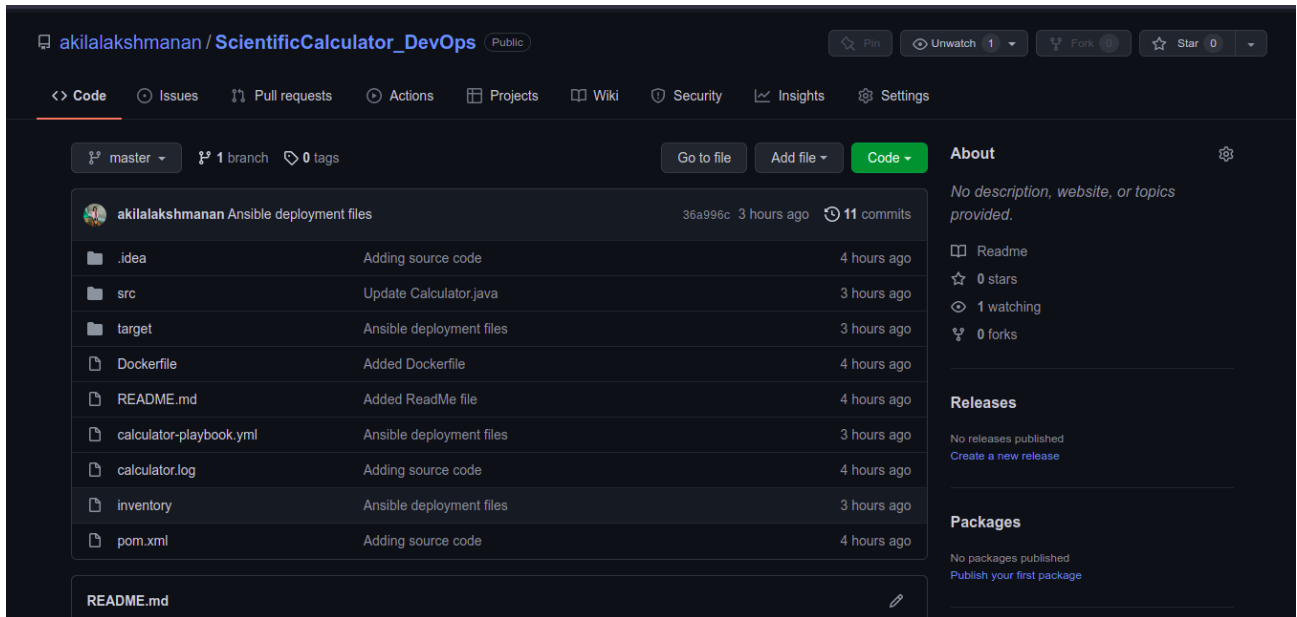 akilalakshmanan / ScientificCalculator_DevOps Public Pin Unwatch 1 Fork 0 Star 0
Code Issues Pull requests Actions Projects Wiki Security Insights Settings
master 1 branch 0 tags Go to file Add file Code
akilalakshmanan Ansible deployment files 36a996c 3 hours ago 11 commits
.idea Adding source code 4 hours ago
src Update Calculator.java 3 hours ago
target Ansible deployment files 3 hours ago
Dockerfile Added Dockerfile 4 hours ago
README.md Added ReadMe file 4 hours ago
calculator-playbook.yml Ansible deployment files 3 hours ago
calculator.log Adding source code 4 hours ago
inventory Ansible deployment files 3 hours ago
pom.xml Adding source code 4 hours ago
README.md
About
No description, website, or topics
provided.
Readme
0 stars
1 watching
0 forks
Releases
No releases published
Create a new release
Packages
No packages published
Publish your first package